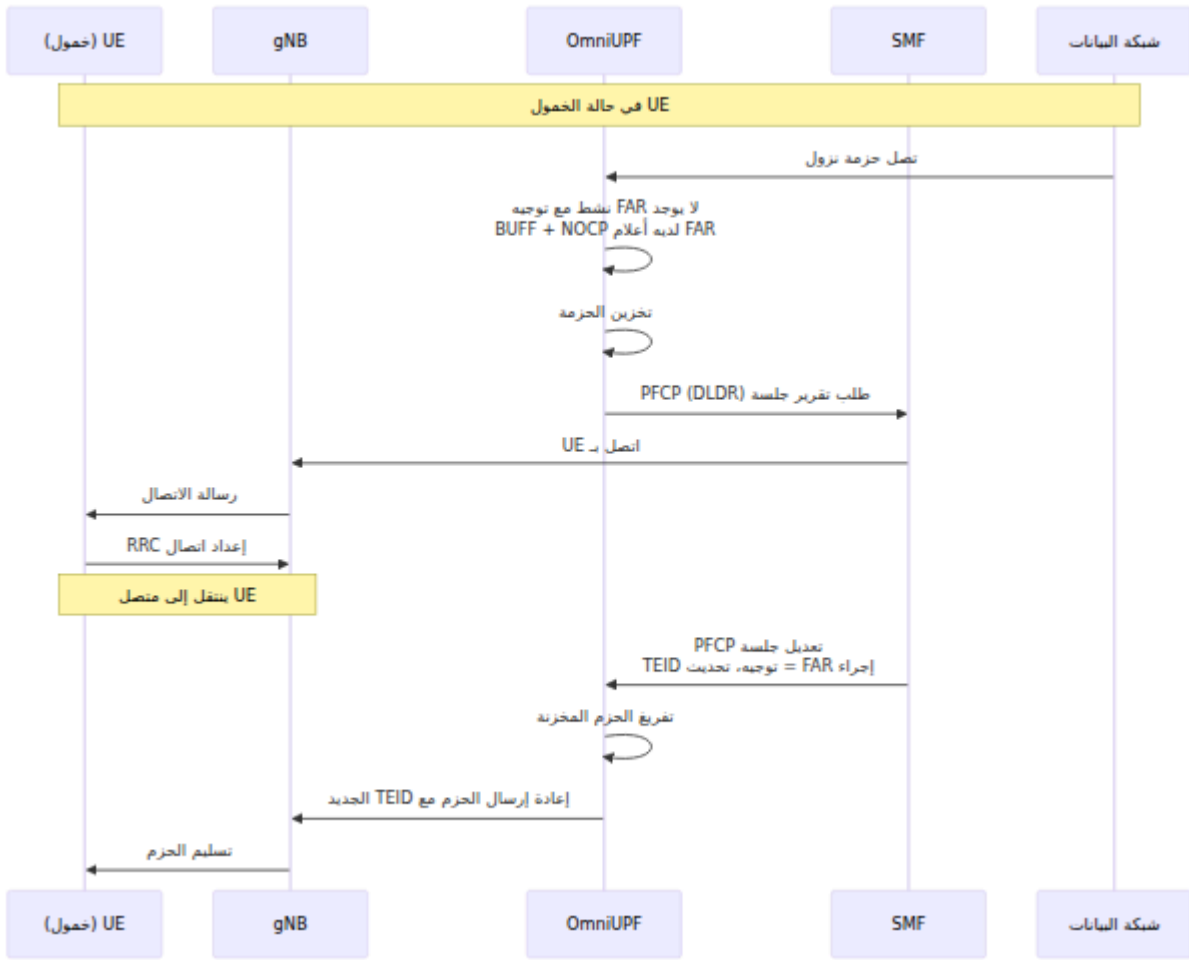 UE (خمول)
gNB
OmniUPF
SMF
شبكة البيانات
UE في حالة الخمول
تصل حزمة نزول
لا يوجد FAR نشط مع توجيه
FAR لديه أعلام BUFF + NOCP
تخزين الحزمة
طلب تقرير جلسة PFCP (DLDR)
اتصل بـ UE
رسالة الاتصال
إعداد اتصال RRC
UE ينتقل إلى متصل
تعديل جلسة PFCP
إجراء FAR = توجيه، تحديث TEID
تفريغ الحزم المخزنة
إعادة إرسال الحزم مع TEID الجديد
تسليم الحزم
UE (خمول)
gNB
OmniUPF
SMF
شبكة البيانات